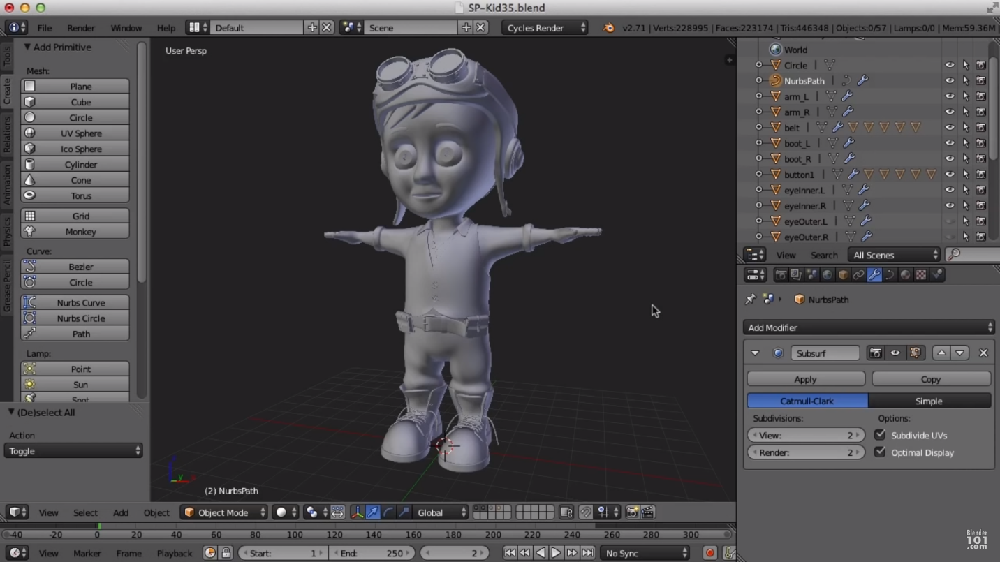 SP-Kid35.blend
File Render Window Help Default Scene Cycles Render v2.71 | Verts:228995 | Faces:223174 | Tris:446348 | Objects:0/57 | Lamps:0/0 | Mem:59.36M
Tools
Create
Relations
Animation
Physics
Grease Pencil
Add Primitive
Mesh:
Plane
Cube
Circle
UV Sphere
Ico Sphere
Cylinder
Cone
Torus
Grid
Monkey
Curve:
Bezier
Circle
Nurbs Curve
Nurbs Circle
Path
Lamp:
Point
Sun
Spot
(De)select All
Action
Toggle
User Persp
(2) NurbsPath
View Select Add Object Object Mode Global
-40 -20 0 20 40 60 80 100 120 140 160 180 200 220 240 260 280 300
View Marker Frame Playback Start: 1 End: 250 2 No Sync
World
Circle
NurbsPath
arm_L
arm_R
belt
boot_L
boot_R
button1
eyeInner.L
eyeInner.R
eyeOuter.L
eyeOuter.R
View Search All Scenes
NurbsPath
Add Modifier
Subsurf
Apply Copy
Catmull-Clark Simple
Subdivisions: Options:
View: 2 Subdivide UVs
Render: 2 Optimal Display
Blender
101
.com